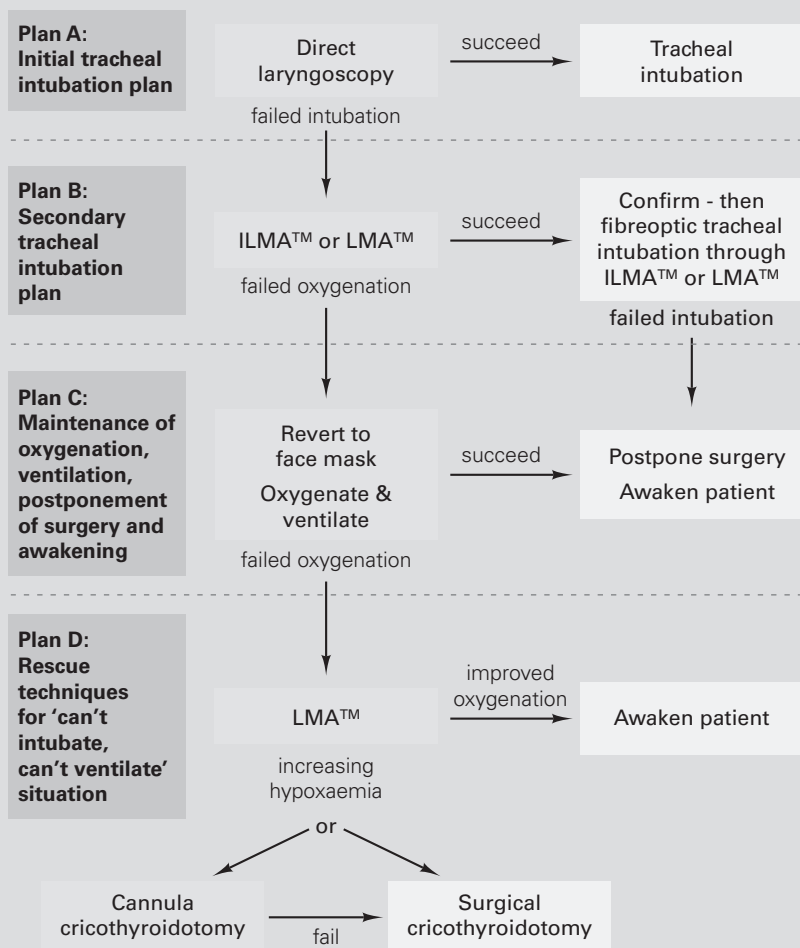 Plan A:
Initial tracheal
intubation plan
Direct
laryngoscopy
succeed
Tracheal
intubation
failed intubation
Plan B:
Secondary
tracheal
intubation
plan
ILMA™ or LMA™
succeed
Confirm - then
fibreoptic tracheal
intubation through
ILMA™ or LMA™
failed oxygenation
failed intubation
Plan C:
Maintenance of
oxygenation,
ventilation,
postponement
of surgery and
awakening
Revert to
face mask
Oxygenate &
ventilate
succeed
Postpone surgery
Awaken patient
failed oxygenation
Plan D:
Rescue
techniques
for ‘can’t
intubate,
can’t ventilate’
situation
LMA™
improved
oxygenation
Awaken patient
increasing
hypoxaemia
or
Cannula
cricothyroidotomy
fail
Surgical
cricothyroidotomy